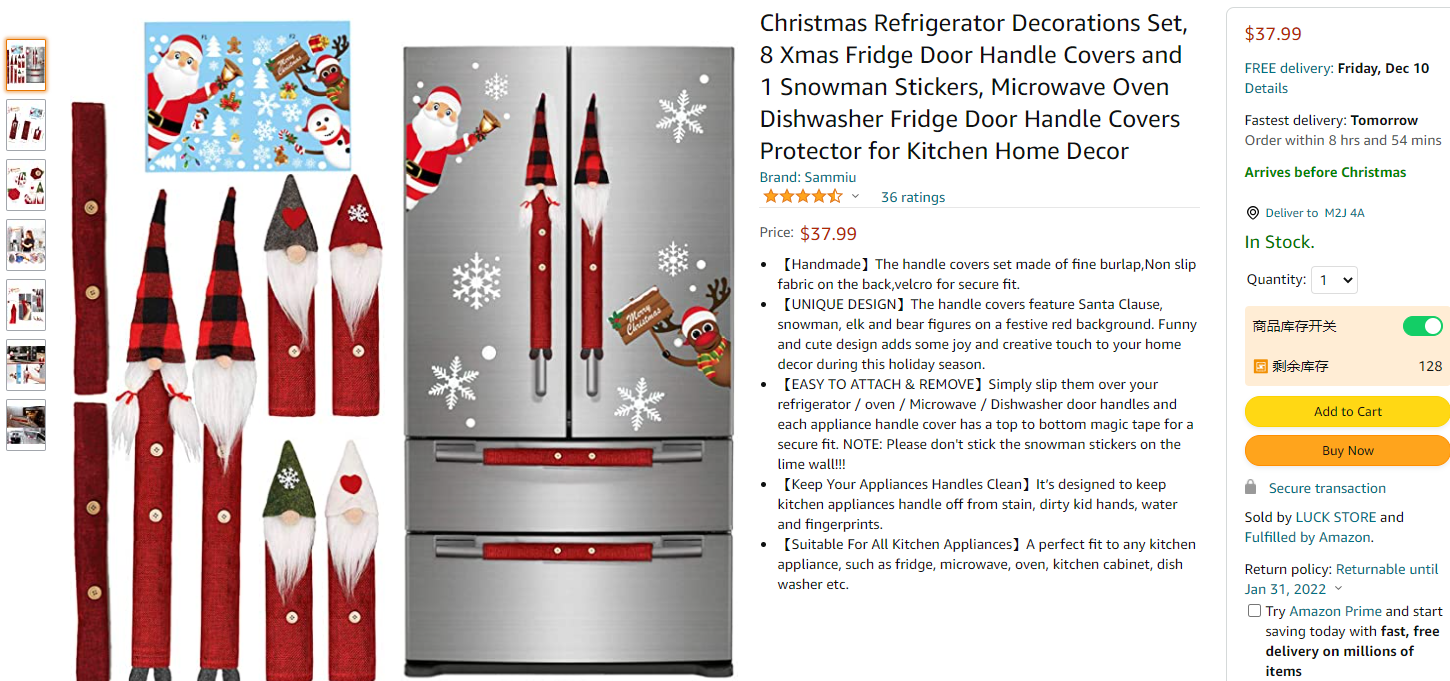 Merry
Christmas
Merry
Christmas
Christmas Refrigerator Decorations Set,
8 Xmas Fridge Door Handle Covers and
1 Snowman Stickers, Microwave Oven
Dishwasher Fridge Door Handle Covers
Protector for Kitchen Home Decor
Brand: Sammiu
36 ratings
Price: $37.99
• 【Handmade】The handle covers set made of fine burlap,Non slip
fabric on the back,velcro for secure fit.
• 【UNIQUE DESIGN】The handle covers feature Santa Clause,
snowman, elk and bear figures on a festive red background. Funny
and cute design adds some joy and creative touch to your home
decor during this holiday season.
• 【EASY TO ATTACH & REMOVE】Simply slip them over your
refrigerator / oven / Microwave / Dishwasher door handles and
each appliance handle cover has a top to bottom magic tape for a
secure fit. NOTE: Please don't stick the snowman stickers on the
lime wall!!!
• 【Keep Your Appliances Handles Clean】It's designed to keep
kitchen appliances handle off from stain, dirty kid hands, water
and fingerprints.
• 【Suitable For All Kitchen Appliances】A perfect fit to any kitchen
appliance, such as fridge, microwave, oven, kitchen cabinet, dish
washer etc.
$37.99
FREE delivery: Friday, Dec 10
Details
Fastest delivery: Tomorrow
Order within 8 hrs and 54 mins
Arrives before Christmas
Deliver to M2J 4A
In Stock.
Quantity: 1
商品库存开关
剩余库存 128
Add to Cart
Buy Now
Secure transaction
Sold by LUCK STORE and
Fulfilled by Amazon.
Return policy: Returnable until
Jan 31, 2022
Try Amazon Prime and start
saving today with fast, free
delivery on millions of
items